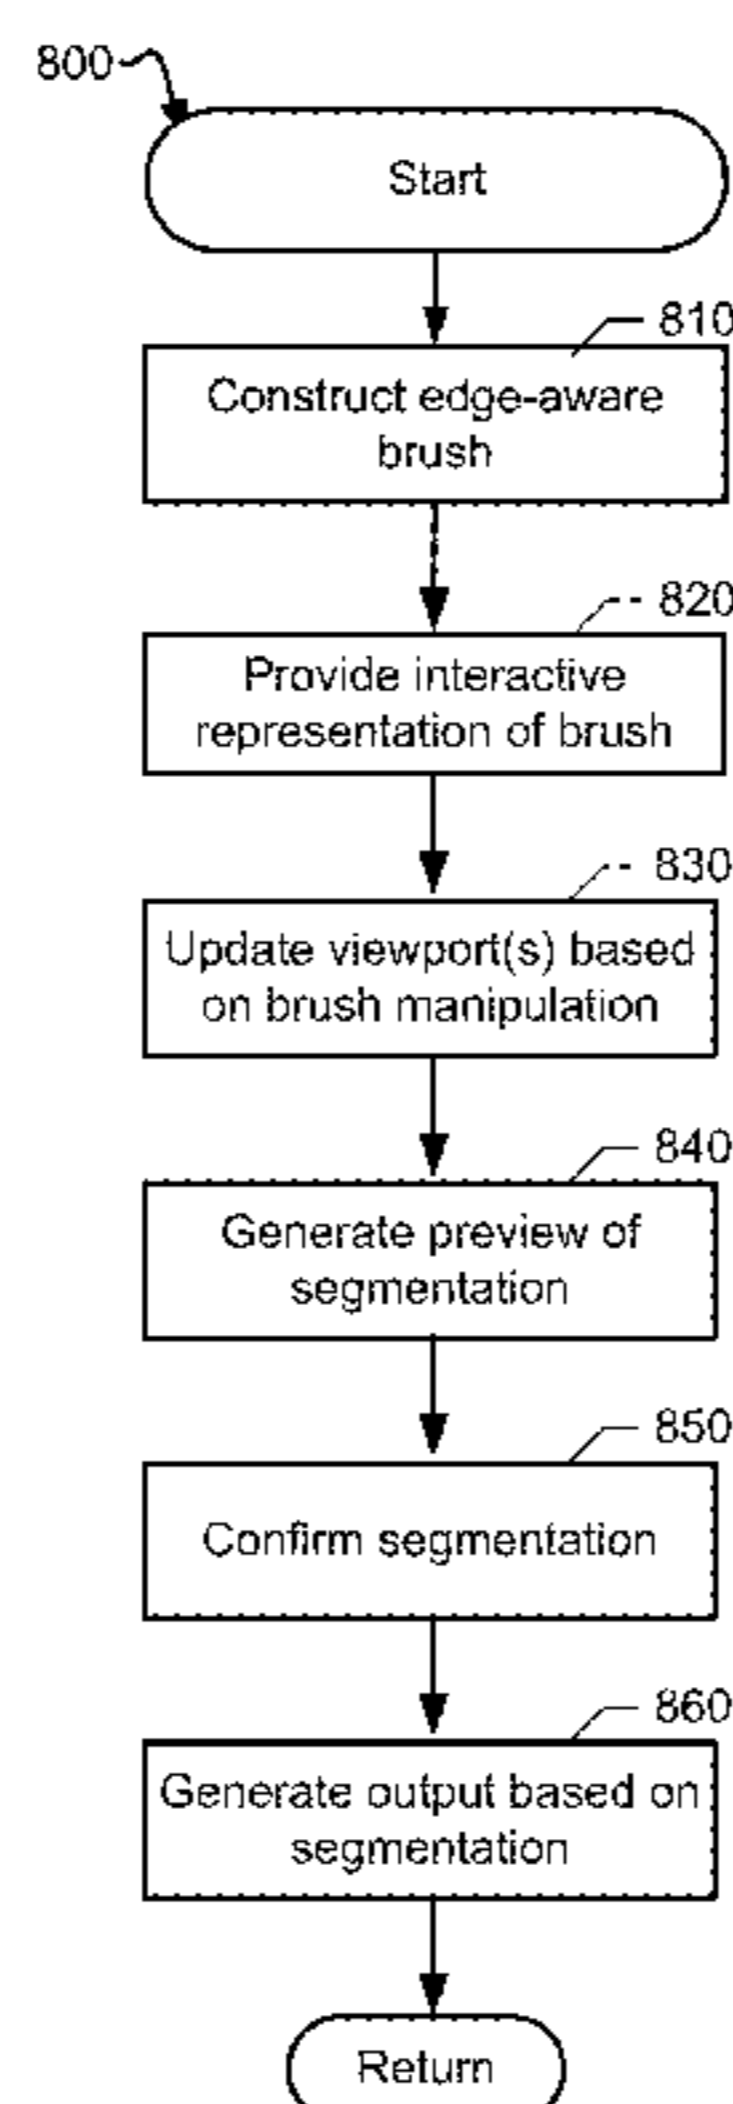 800
Start
810
Construct edge-aware
brush
820
Provide interactive
representation of brush
830
Update viewport(s) based
on brush manipulation
840
Generate preview of
segmentation
850
Confirm segmentation
860
Generate output based on
segmentation
Return